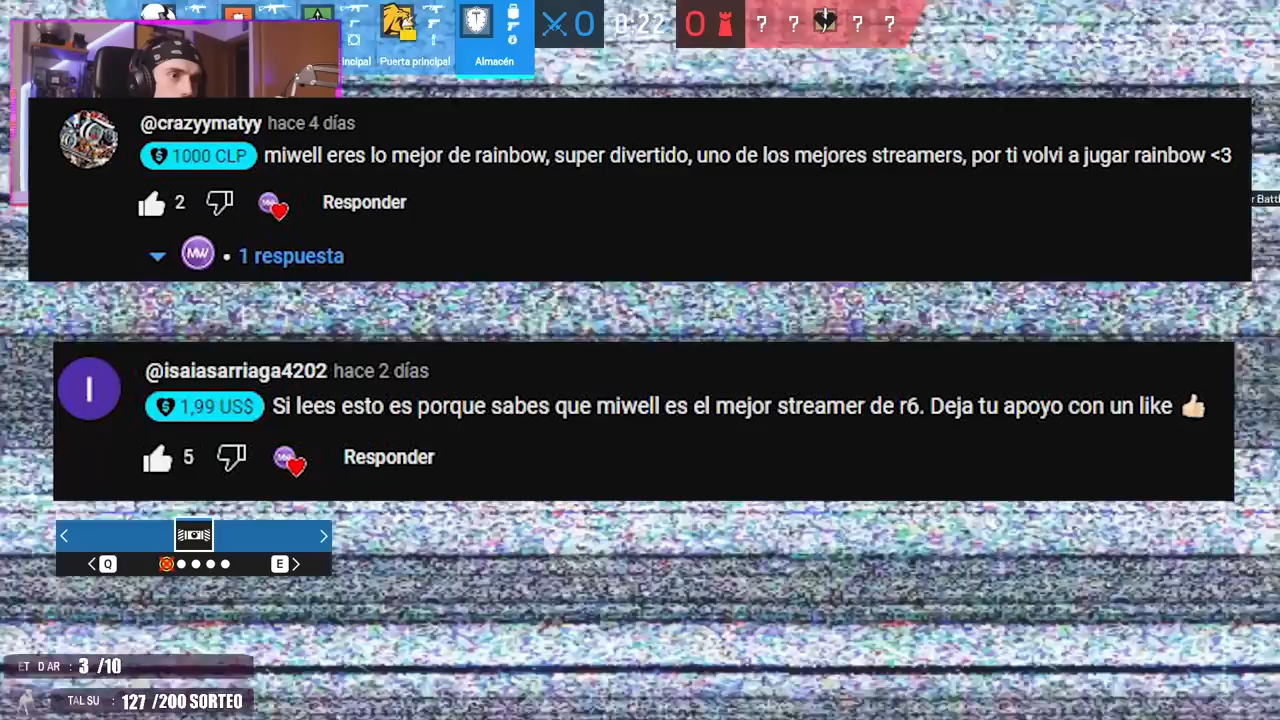 0 0:22 0 ? ? ? ?
Puerta principal Almacén
@crazyymatyy hace 4 días
1000 CLP miwell eres lo mejor de rainbow, super divertido, uno de los mejores streamers, por ti volvi a jugar rainbow <3
2 Responder
MW • 1 respuesta
@isaiasarriaga4202 hace 2 días
I
1,99 US$ Si lees esto es porque sabes que miwell es el mejor streamer de r6. Deja tu apoyo con un like 👍🏻
5 Responder
Q E
3 /10
127 /200 SORTEO